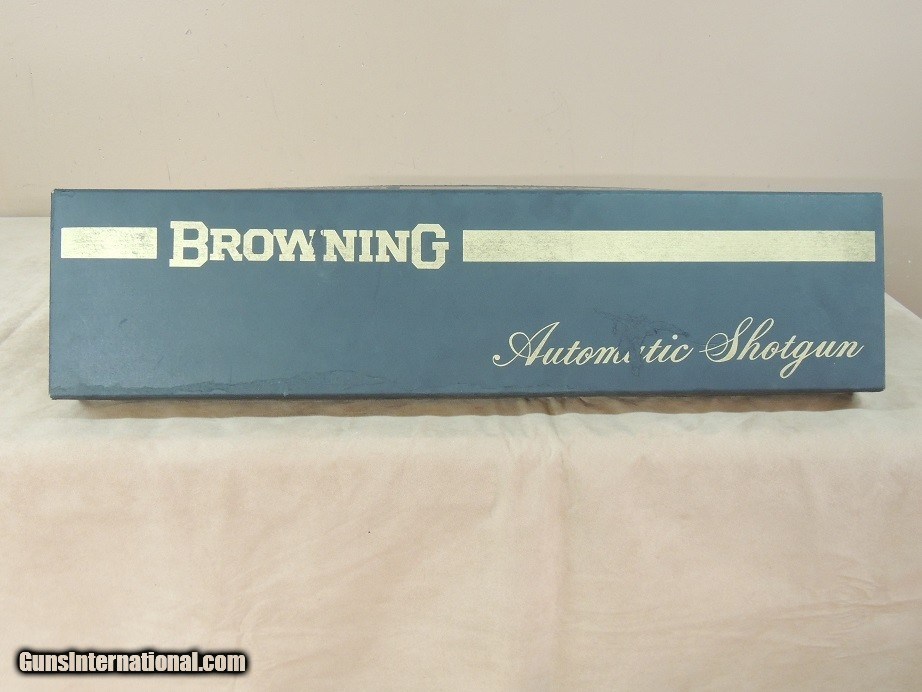 BROWNING
Automatic Shotgun
GunsInternational.com